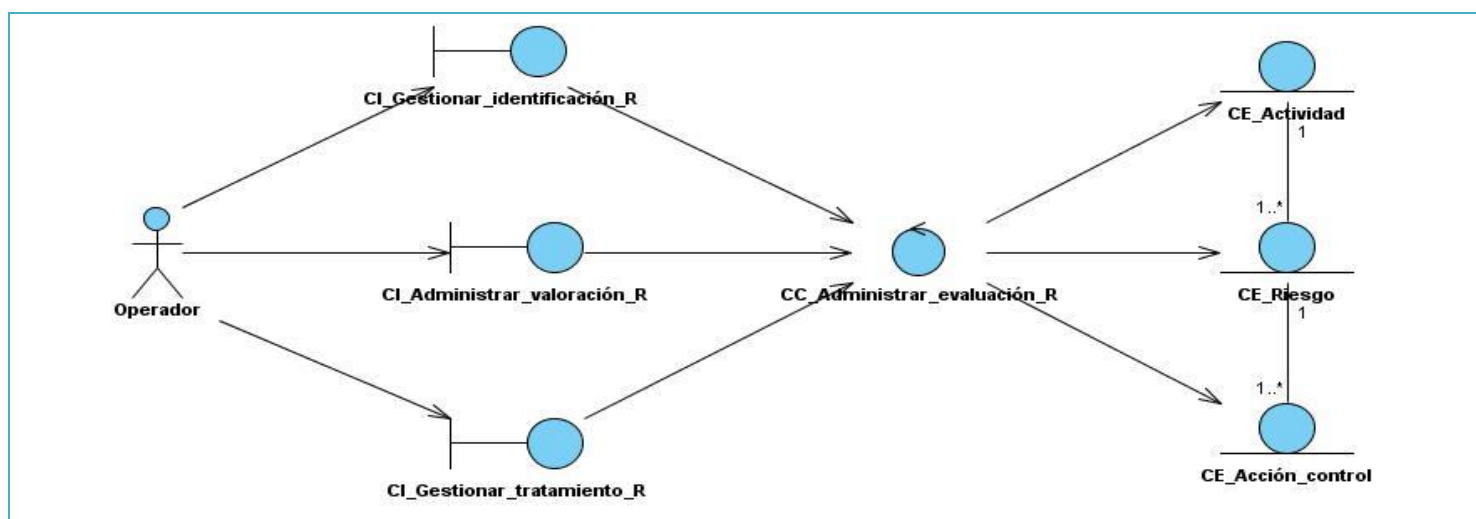 CI_Gestionar_identificación_R
CE_Actividad
1
1..*
Operador
CI_Administrar_valoración_R
CC_Administrar_evaluación_R
CE_Riesgo
1
1..*
CI_Gestionar_tratamiento_R
CE_Acción_control